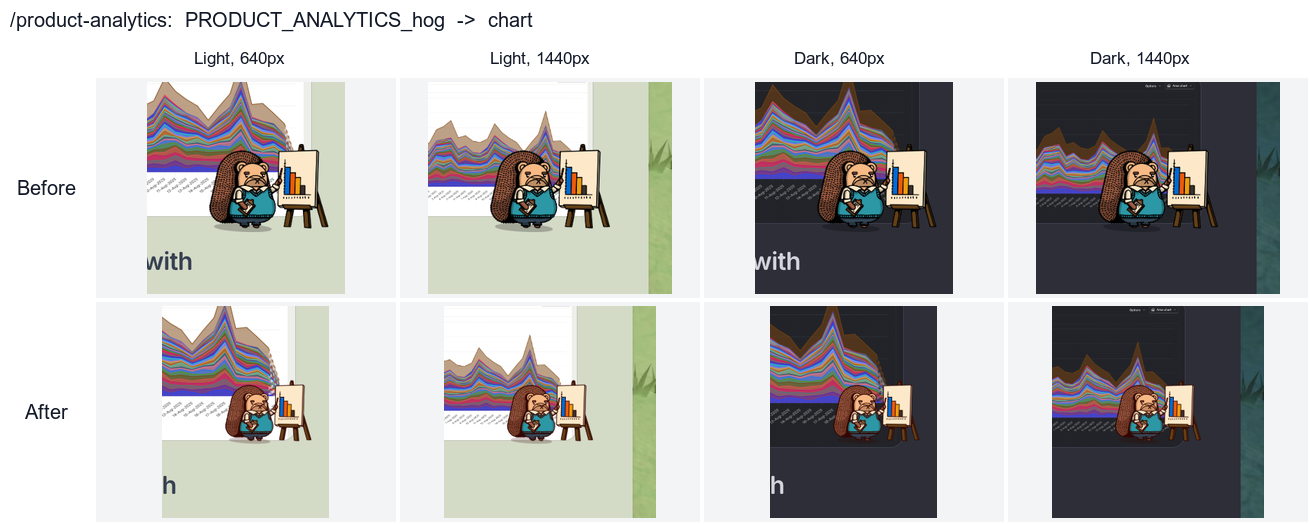 /product-analytics: PRODUCT_ANALYTICS_hog -> chart
Light, 640px
Light, 1440px
Dark, 640px
Dark, 1440px
Before
with
with
After
h
h